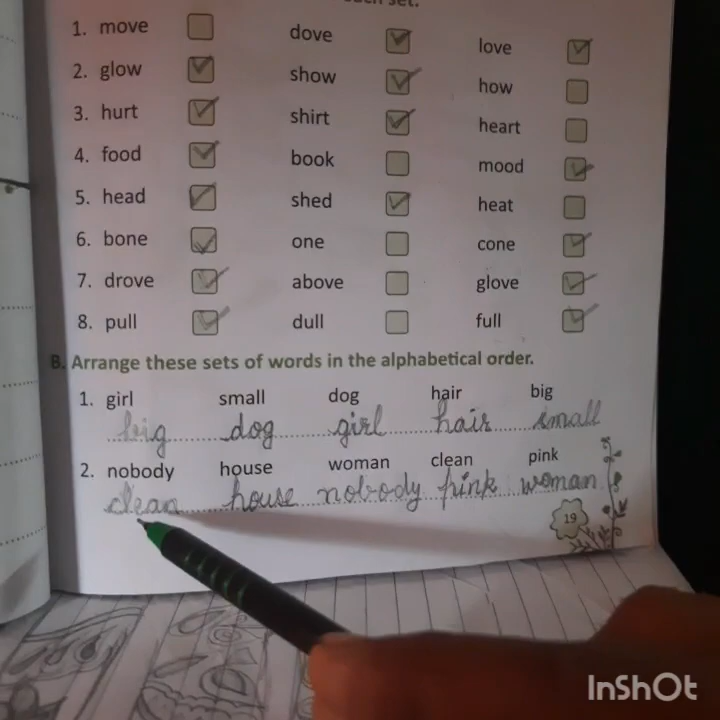 each set.
1. move dove love
2. glow show how
3. hurt shirt heart
4. food book mood
5. head shed heat
6. bone one cone
7. drove above glove
8. pull dull full
B. Arrange these sets of words in the alphabetical order.
1. girl small dog hair big
big dog girl hair small
2. nobody house woman clean pink
clean house nobody pink woman
19
InShOt